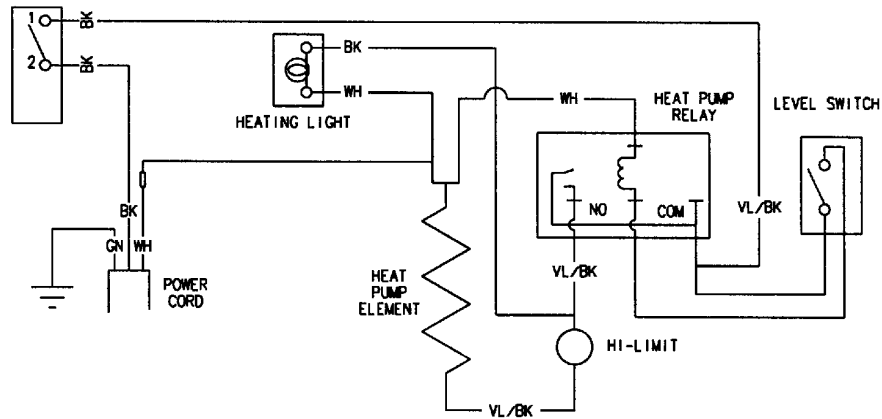 1
BK
2
BK
BK
WH
HEATING LIGHT
WH
HEAT PUMP
RELAY
LEVEL SWITCH
NO
COM
VL/BK
BK
GN
WH
POWER
CORD
HEAT
PUMP
ELEMENT
VL/BK
HI-LIMIT
VL/BK